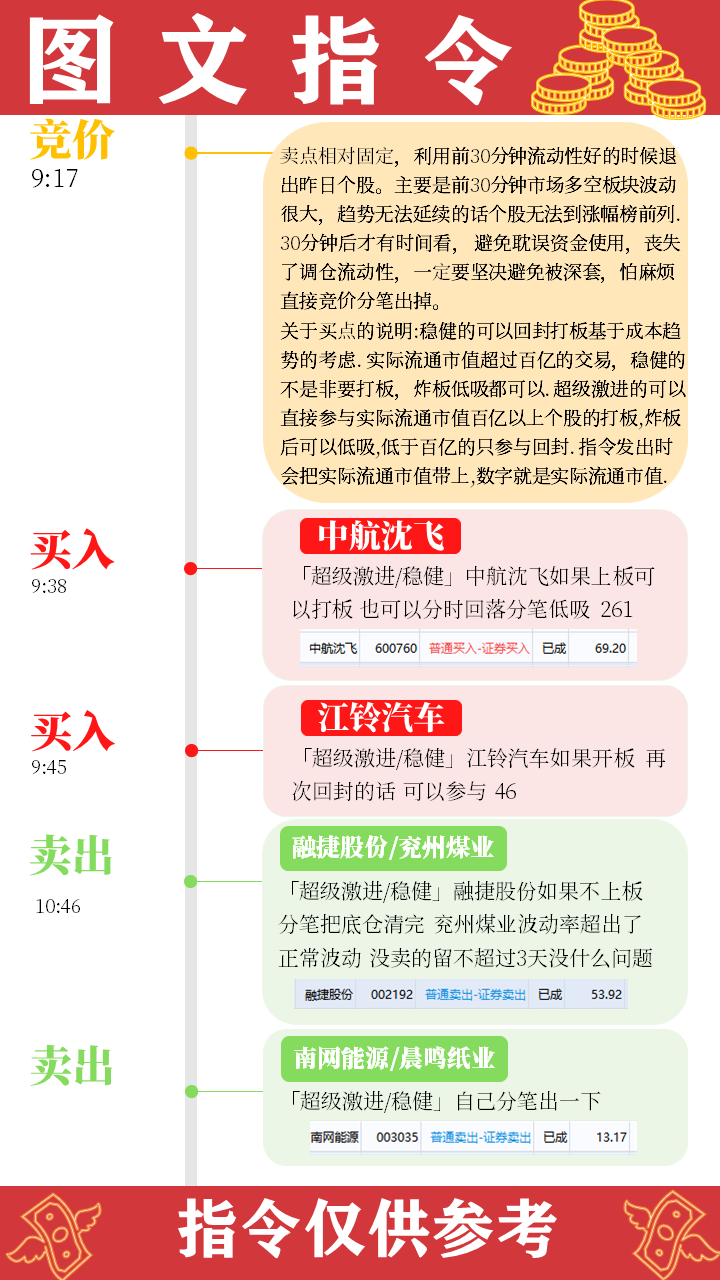 图文指令
竞价
9:17
卖点相对固定，利用前30分钟流动性好的时候退
出昨日个股。主要是前30分钟市场多空板块波动
很大，趋势无法延续的话个股无法到涨幅榜前列.
30分钟后才有时间看， 避免耽误资金使用，丧失
了调仓流动性，一定要坚决避免被深套，怕麻烦
直接竞价分笔出掉。
关于买点的说明:稳健的可以回封打板基于成本趋
势的考虑. 实际流通市值超过百亿的交易，稳健的
不是非要打板，炸板低吸都可以. 超级激进的可以
直接参与实际流通市值百亿以上个股的打板,炸板
后可以低吸,低于百亿的只参与回封. 指令发出时
会把实际流通市值带上,数字就是实际流通市值.
买入
9:38
中航沈飞
「超级激进/稳健」中航沈飞如果上板可
以打板 也可以分时回落分笔低吸 261
中航沈飞 600760 普通买入-证券买入 已成 69.20
买入
9:45
江铃汽车
「超级激进/稳健」江铃汽车如果开板 再
次回封的话 可以参与 46
卖出
10:46
融捷股份/兖州煤业
「超级激进/稳健」融捷股份如果不上板
分笔把底仓清完 兖州煤业波动率超出了
正常波动 没卖的留不超过3天没什么问题
融捷股份 002192 普通卖出-证券卖出 已成 53.92
卖出
南网能源/晨鸣纸业
「超级激进/稳健」自己分笔出一下
南网能源 003035 普通卖出-证券卖出 已成 13.17
指令仅供参考